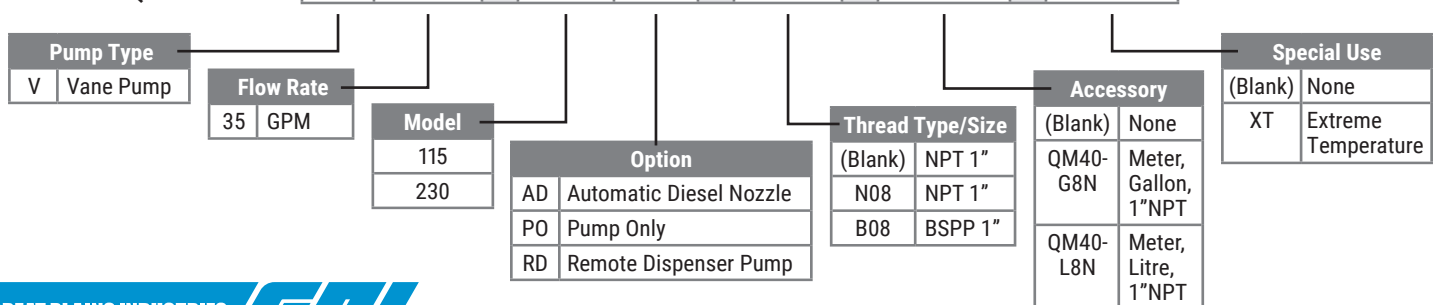 Pump Type
V Vane Pump
Flow Rate
35 GPM
Model
115
230
Option
AD Automatic Diesel Nozzle
PO Pump Only
RD Remote Dispenser Pump
Thread Type/Size
(Blank) NPT 1”
N08 NPT 1”
B08 BSPP 1”
Accessory
(Blank) None
QM40-
G8N
Meter,
Gallon,
1”NPT
QM40-
L8N
Meter,
Litre,
1”NPT
Special Use
(Blank) None
XT Extreme
Temperature
PLAINS INDUSTRIES
GPI